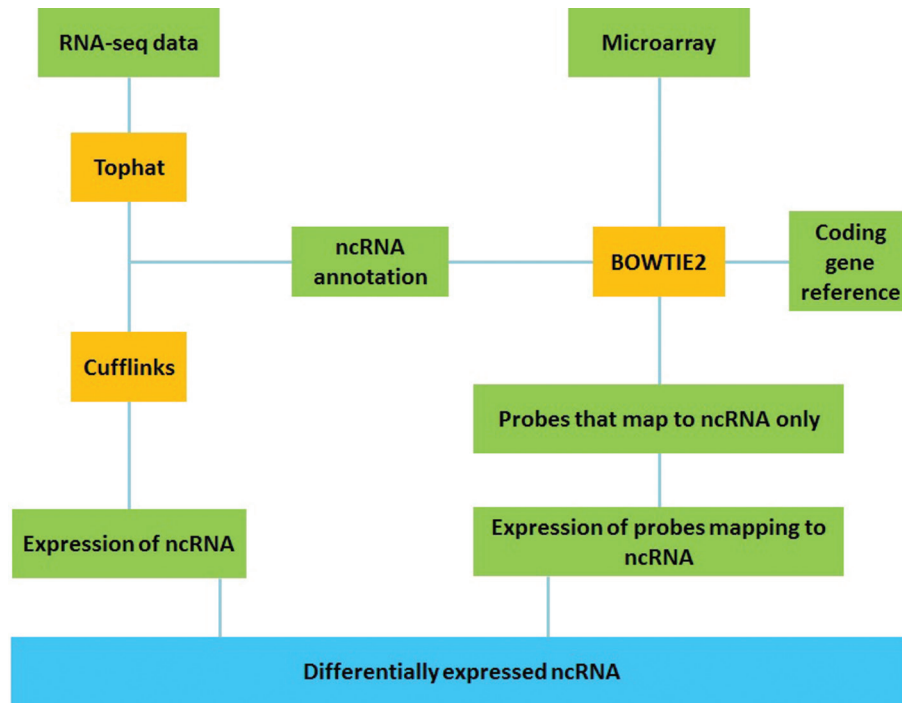 RNA-seq data
Microarray
Tophat
ncRNA
annotation
BOWTIE2
Coding
gene
reference
Cufflinks
Probes that map to ncRNA only
Expression of ncRNA
Expression of probes mapping to
ncRNA
Differentially expressed ncRNA